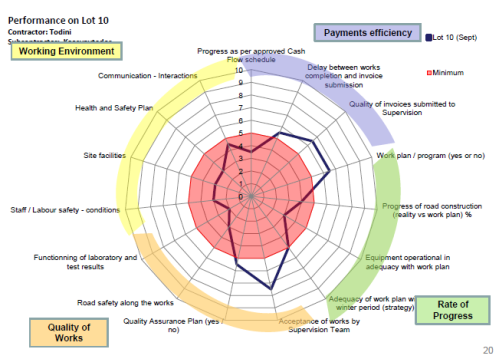 Performance on Lot 10
Contractor: Todini
Payments efficiency
Lot 10 (Sept)
Working Environment
Progress as per approved Cash
Flow schedule
10
9
8
7
6
5
4
3
2
1
0
Minimum
Delay between works
completion and invoice
submission
Communication - Interactions
Quality of invoices submitted to
Supervision
Health and Safety Plan
Site facilities
Work plan / program (yes or no)
Staff / Labour safety - conditions
Progress of road construction
(reality vs work plan) %
Functionning of laboratory and
test results
Equipment operational in
adequacy with work plan
Road safety along the works
Adequacy of work plan
winter period (strategy)
Quality Assurance Plan (yes /
no)
Acceptance of works by
Supervision Team
Quality of
Works
Rate of
Progress
20